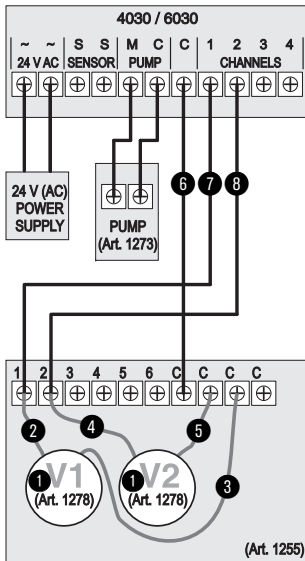 4030 / 6030
~ ~ S S M C C 1 2 3 4
24 V AC SENSOR PUMP CHANNELS
24 V (AC)
POWER
SUPPLY
PUMP
(Art. 1273)
6 7 8
1 2 3 4 5 6 C C C C
2 4 5
1 V1 1 V2
(Art. 1278) (Art. 1278) 3
(Art. 1255)